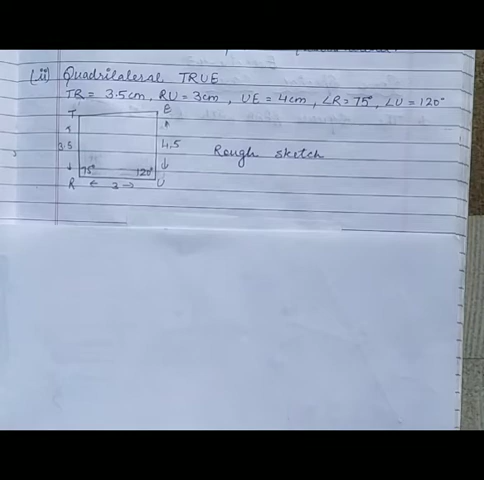 (ii) Quadrilateral TRUE
TR = 3.5cm, RU = 3cm, UE = 4cm, ∠R = 75°, ∠U = 120°
T E
3.5 4.5 Rough sketch
75° 120°
R ← 3 → U